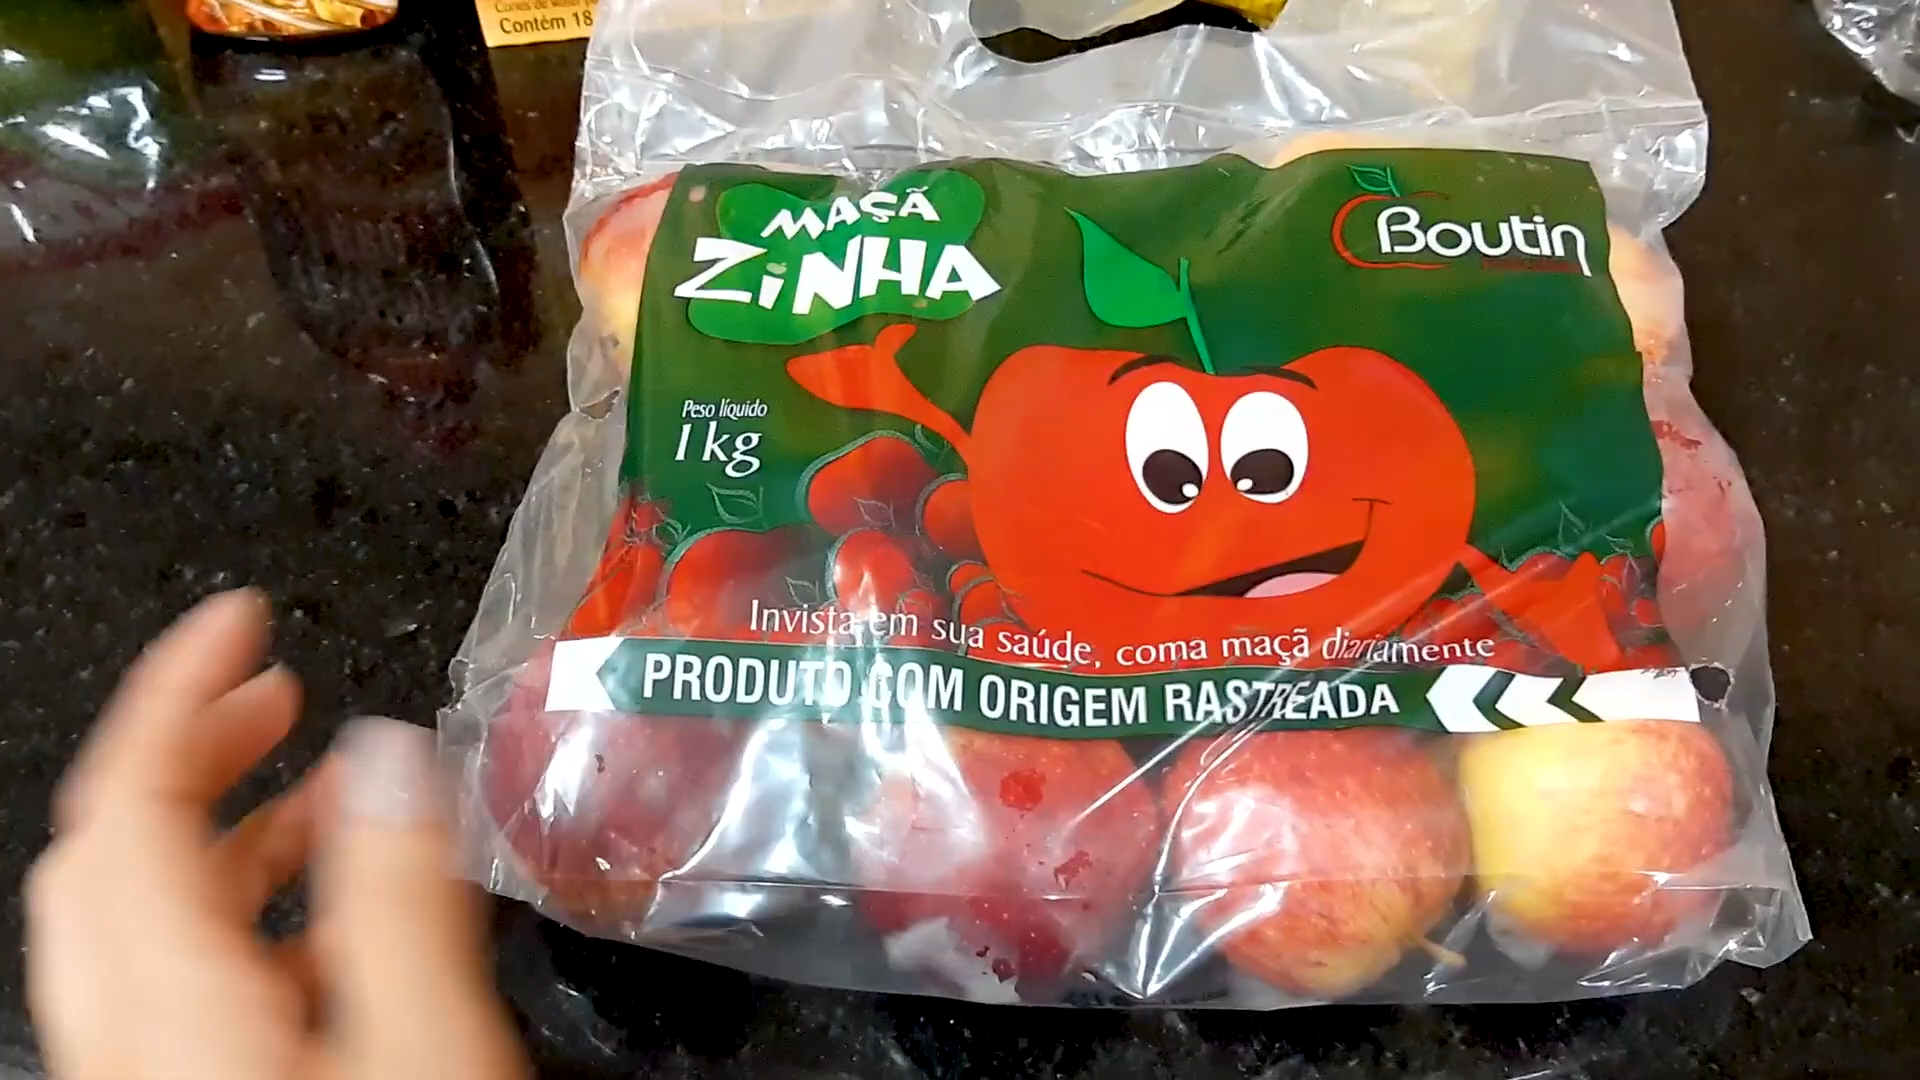 Contém 18
MAÇÃ
ZiNHA
Boutin
Peso líquido
1 kg
Invista em sua saúde, coma maçã diariamente
PRODUTO COM ORIGEM RASTREADA